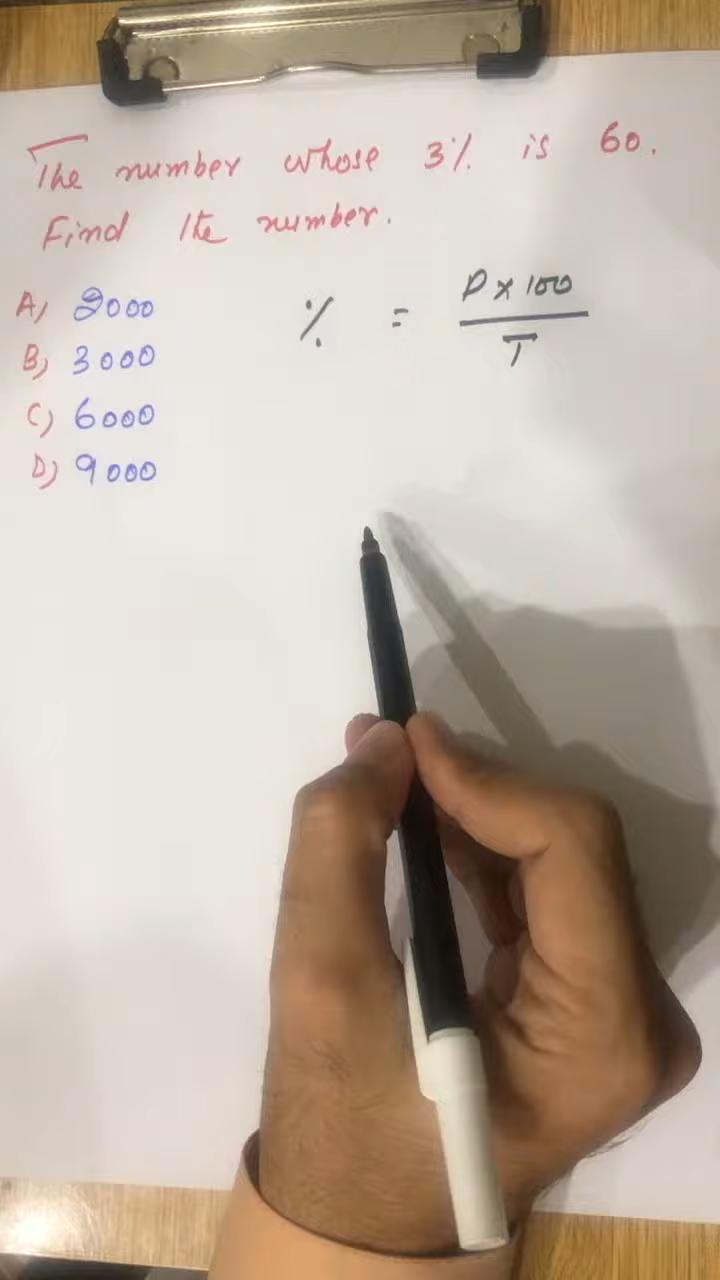 The number whose 3% is 60.
Find the number.
A) 2000
B) 3000
C) 6000
D) 9000
% = P × 100 / T